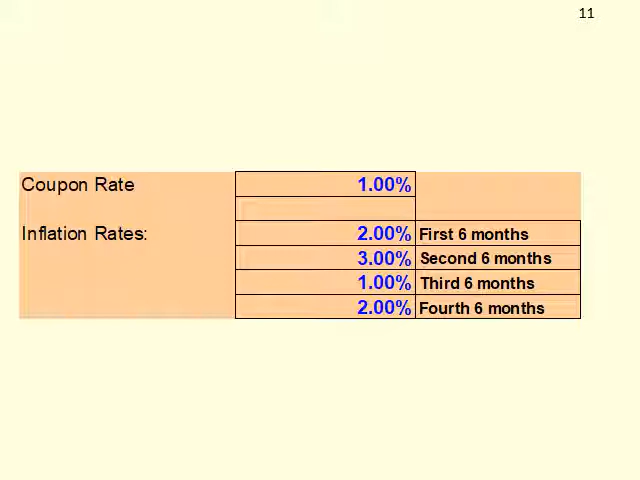 11
Coupon Rate 1.00%
Inflation Rates: 2.00% First 6 months
3.00% Second 6 months
1.00% Third 6 months
2.00% Fourth 6 months